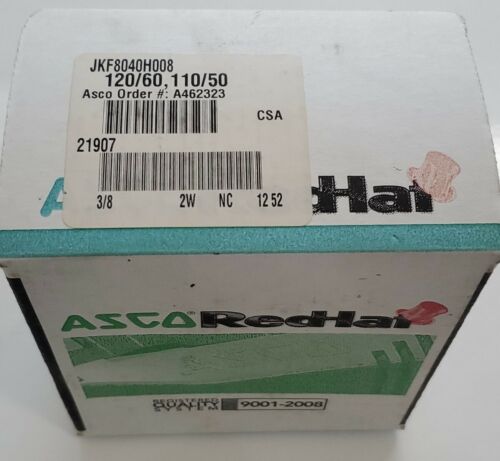 JKF8040H008
120/60, 110/50
Asco Order #: A462323
CSA
21907
3/8 2W NC 12 52
A RedHat
ASCO® RedHat
REGISTERED
QUALITY 9001-2008
SYSTEM